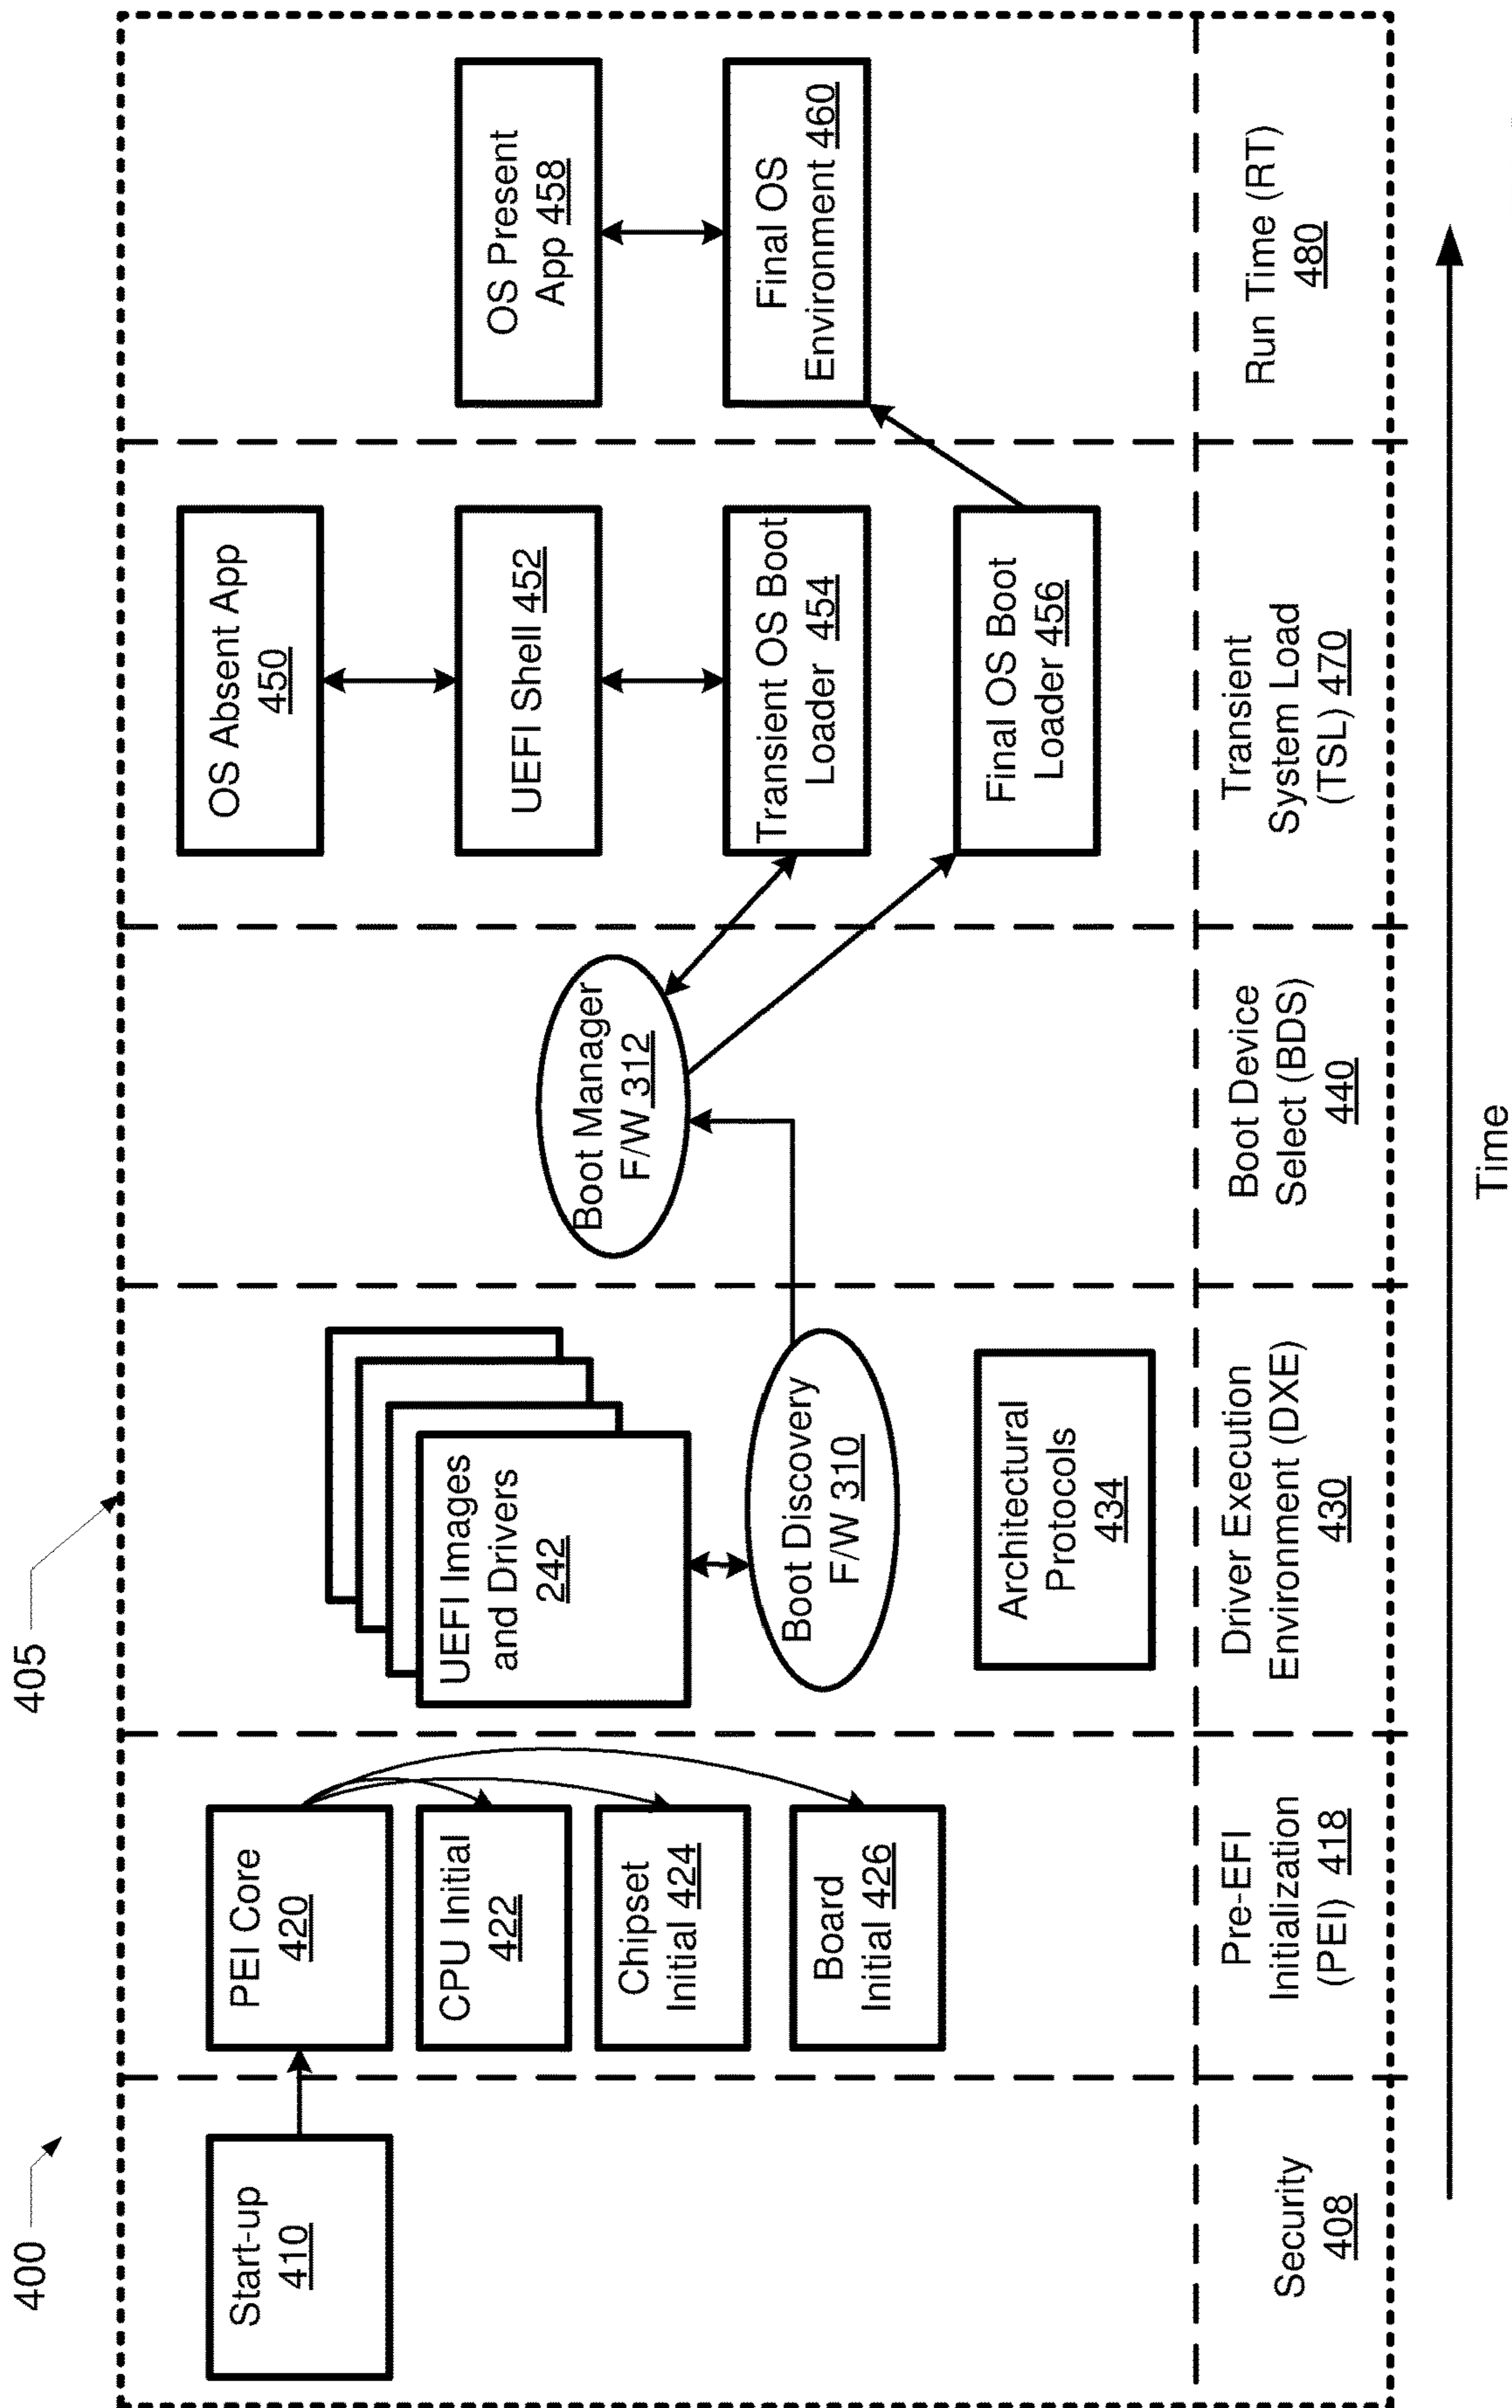 400
405
Start-up
410
PEI Core
420
CPU Initial
422
Chipset
Initial 424
Board
Initial 426
UEFI Images
and Drivers
242
Boot Discovery
F/W 310
Architectural
Protocols
434
Boot Manager
F/W 312
OS Absent App
450
UEFI Shell 452
Transient OS Boot
Loader 454
Final OS Boot
Loader 456
OS Present
App 458
Final OS
Environment 460
Security
408
Pre-EFI
Initialization
(PEI) 418
Driver Execution
Environment (DXE)
430
Boot Device
Select (BDS)
440
Transient
System Load
(TSL) 470
Run Time (RT)
480
Time